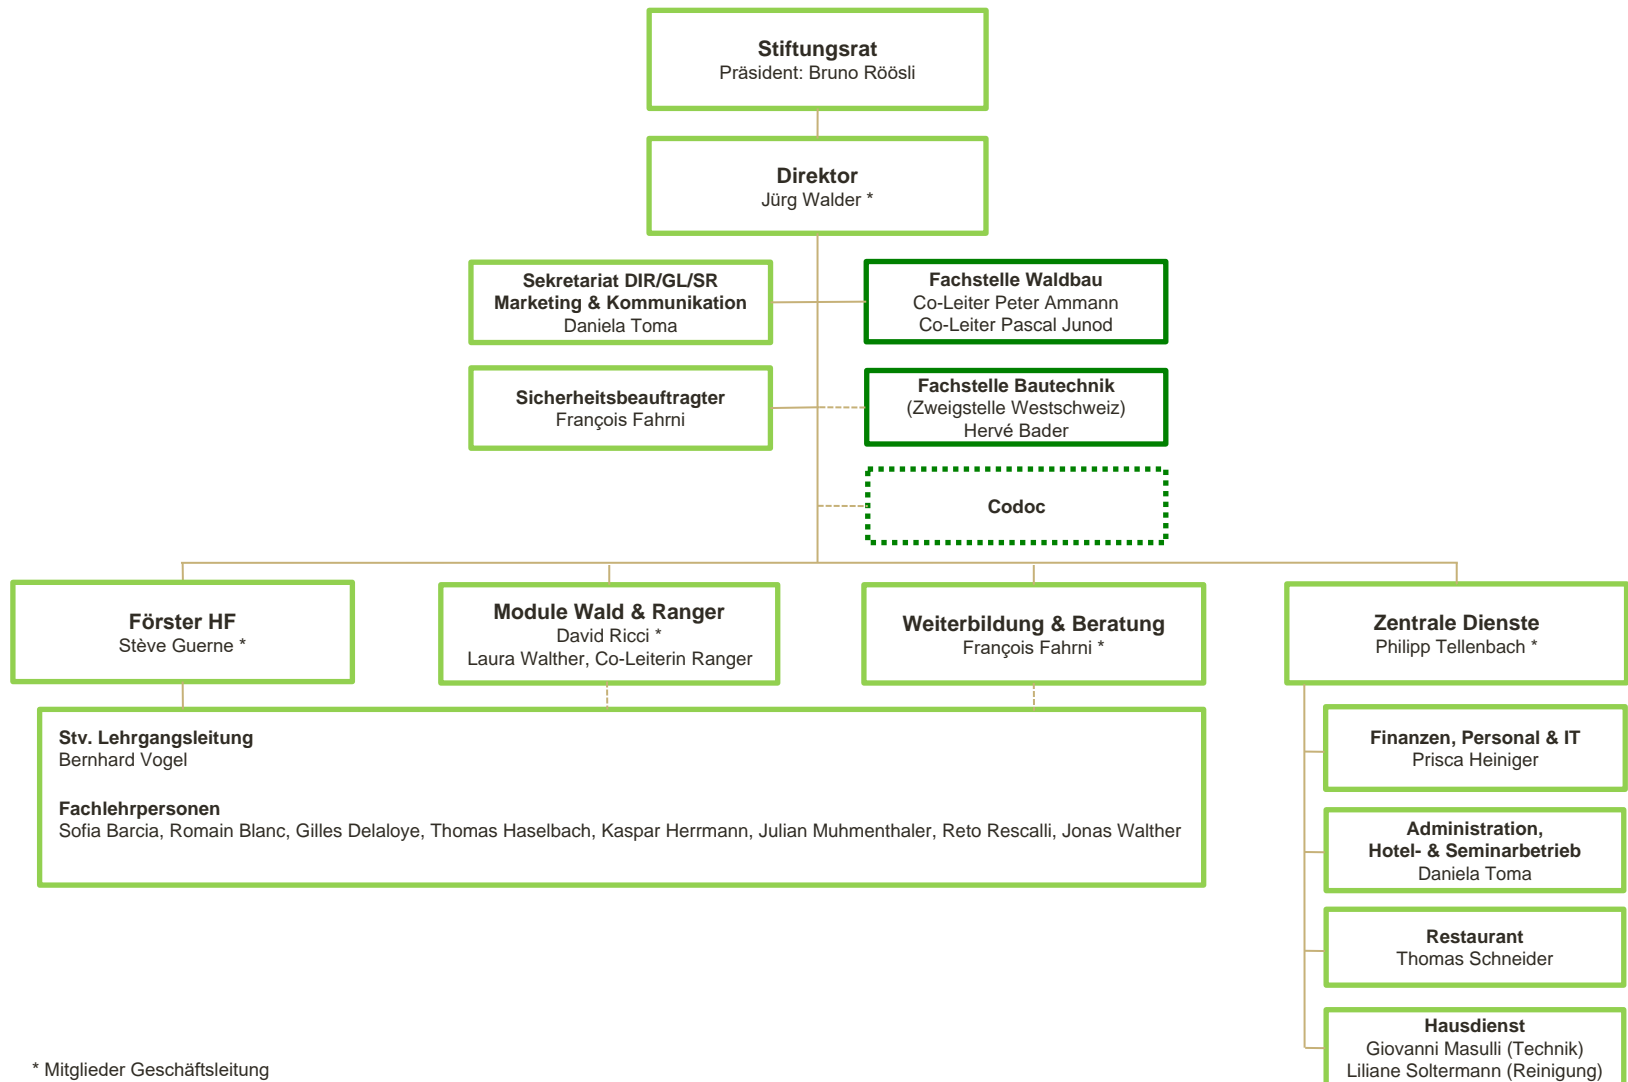 Stiftungsrat
Präsident: Bruno Röösli
Direktor
Jürg Walder *
Sekretariat DIR/GL/SR
Marketing & Kommunikation
Daniela Toma
Fachstelle Waldbau
Co-Leiter Peter Ammann
Co-Leiter Pascal Junod
Sicherheitsbeauftragter
François Fahrni
Fachstelle Bautechnik
(Zweigstelle Westschweiz)
Hervé Bader
Codoc
Förster HF
Stève Guerne *
Module Wald & Ranger
David Ricci *
Laura Walther, Co-Leiterin Ranger
Weiterbildung & Beratung
François Fahrni *
Zentrale Dienste
Philipp Tellenbach *
Stv. Lehrgangsleitung
Bernhard Vogel
Fachlehrpersonen
Sofia Barcia, Romain Blanc, Gilles Delaloye, Thomas Haselbach, Kaspar Herrmann, Julian Muhmenthaler, Reto Rescalli, Jonas Walther
Finanzen, Personal & IT
Prisca Heiniger
Administration,
Hotel- & Seminarbetrieb
Daniela Toma
Restaurant
Thomas Schneider
Hausdienst
Giovanni Masulli (Technik)
Liliane Soltermann (Reinigung)
* Mitglieder Geschäftsleitung